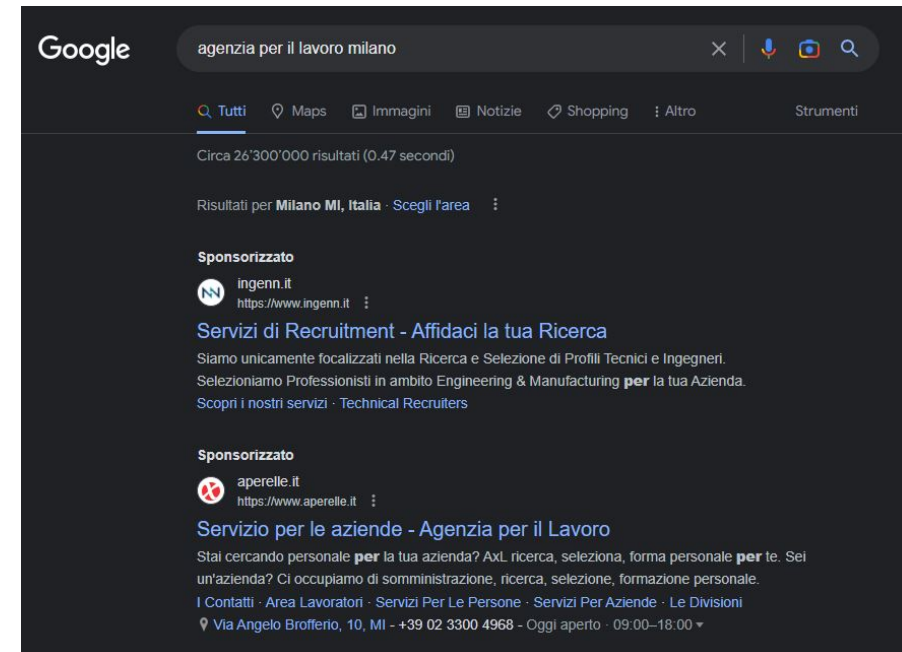 Google
agenzia per il lavoro milano
Tutti Maps Immagini Notizie Shopping Altro Strumenti
Circa 26'300'000 risultati (0.47 secondi)
Risultati per Milano MI, Italia · Scegli l'area
Sponsorizzato
ingenn.it
https://www.ingenn.it
Servizi di Recruitment - Affidaci la tua Ricerca
Siamo unicamente focalizzati nella Ricerca e Selezione di Profili Tecnici e Ingegneri.
Selezioniamo Professionisti in ambito Engineering & Manufacturing per la tua Azienda.
Scopri i nostri servizi · Technical Recruiters
Sponsorizzato
aperelle.it
https://www.aperelle.it
Servizio per le aziende - Agenzia per il Lavoro
Stai cercando personale per la tua azienda? AxL ricerca, seleziona, forma personale per te. Sei
un'azienda? Ci occupiamo di somministrazione, ricerca, selezione, formazione personale.
I Contatti · Area Lavoratori · Servizi Per Le Persone · Servizi Per Aziende · Le Divisioni
Via Angelo Brofferio, 10, MI - +39 02 3300 4968 - Oggi aperto · 09:00–18:00